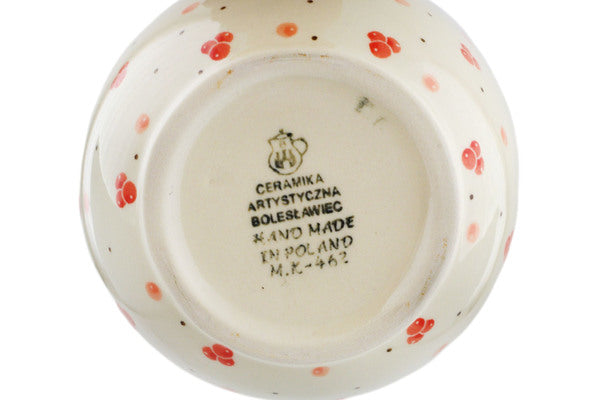 CERAMIKA
ARTYSTYCZNA
BOLESŁAWIEC
HAND MADE
IN POLAND
M.K-462